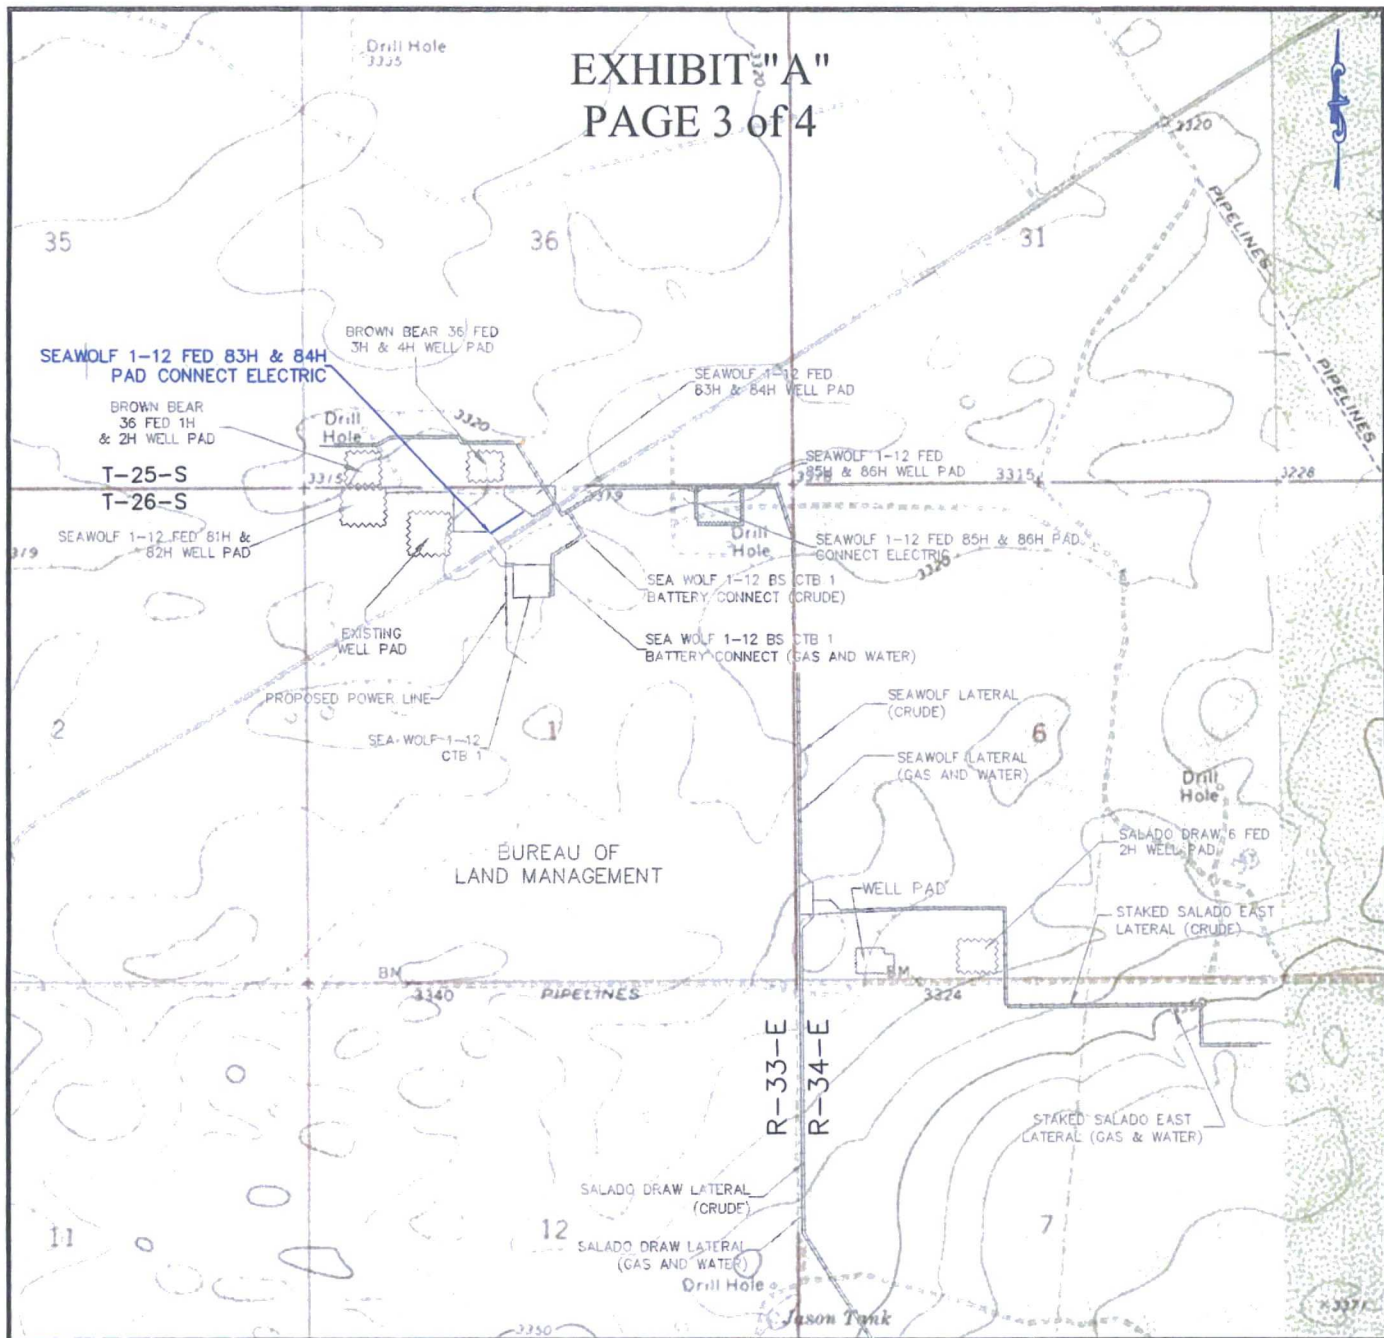 EXHIBIT "A"
PAGE 3 of 4
Drill Hole
3335
3320
3320
35
36
31
PIPELINES
PIPELINES
BROWN BEAR 36 FED
3H & 4H WELL PAD
SEAWOLF 1-12 FED 83H & 84H
PAD CONNECT ELECTRIC
SEAWOLF 1-12 FED
83H & 84H WELL PAD
BROWN BEAR
36 FED 1H
& 2H WELL PAD
Drill
Hole
3320
SEAWOLF 1-12 FED
85H & 86H WELL PAD
T-25-S
T-26-S
3315
3319
3315
3228
SEAWOLF 1-12 FED 81H &
82H WELL PAD
Drill
Hole
SEAWOLF 1-12 FED 85H & 86H PAD
CONNECT ELECTRIC
SEA WOLF 1-12 BS CTB 1
BATTERY CONNECT (CRUDE)
EXISTING
WELL PAD
SEA WOLF 1-12 BS CTB 1
BATTERY CONNECT (GAS AND WATER)
PROPOSED POWER LINE
SEAWOLF LATERAL
(CRUDE)
2
1
6
SEA WOLF 1-12
CTB 1
SEAWOLF LATERAL
(GAS AND WATER)
Drill
Hole
SALADO DRAW 6 FED
2H WELL PAD
BUREAU OF
LAND MANAGEMENT
WELL PAD
STAKED SALADO EAST
LATERAL (CRUDE)
BM
3340
PIPELINES
BM
3324
R-33-E
R-34-E
STAKED SALADO EAST
LATERAL (GAS & WATER)
SALADO DRAW LATERAL
(CRUDE)
11
12
7
SALADO DRAW LATERAL
(GAS AND WATER)
Drill Hole
Jason Tank
3350
3371